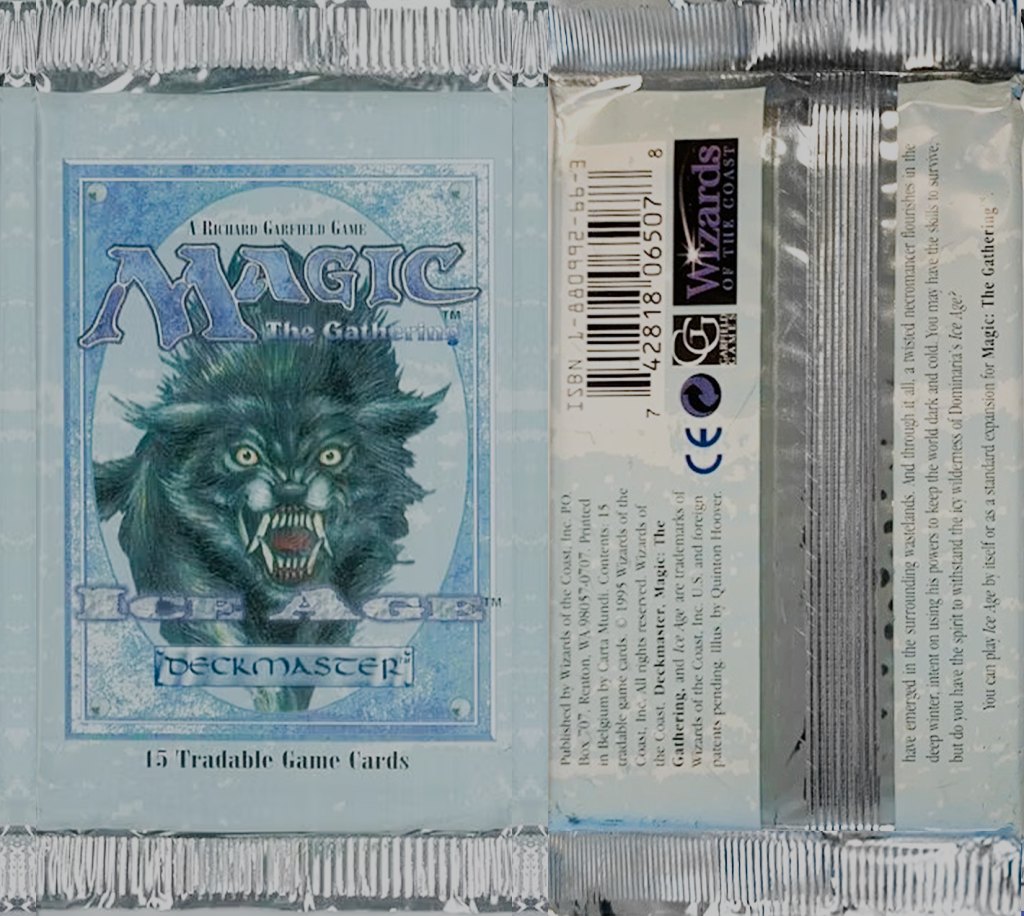 A RICHARD GARFIELD GAME
MAGIC™
The Gathering®
ICE AGE™
DECKMASTER™
15 Tradable Game Cards
Published by Wizards of the Coast, Inc. P.O.
Box 707, Renton, WA 98057-0707. Printed
in Belgium by Carta Mundi. Contents: 15
tradable game cards. © 1995 Wizards of the
Coast, Inc. All rights reserved. Wizards of
the Coast, Deckmaster, Magic: The
Gathering, and Ice Age are trademarks of
Wizards of the Coast, Inc. U.S. and foreign
patents pending. Illus. by Quinton Hoover.
ISBN 1-880992-66-3
7 42818 06507 8
CE
G
GARFIELD
GAMES
WIZARDS
OF THE COAST
have emerged in the surrounding wastelands. And through it all, a twisted necromancer flourishes in the
deep winter, intent on using his powers to keep the world dark and cold. You may have the skills to survive,
but do you have the spirit to withstand the icy wilderness of Dominaria's Ice Age?
You can play Ice Age by itself or as a standard expansion for Magic: The Gathering.